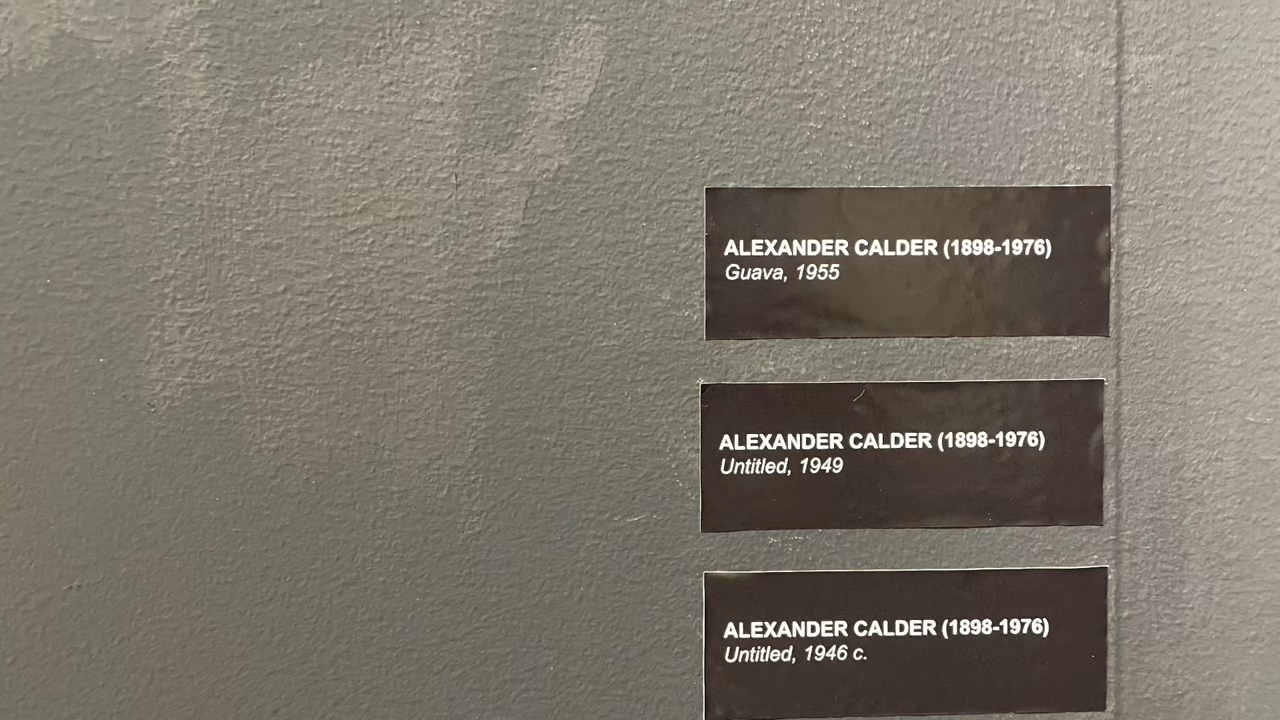 ALEXANDER CALDER (1898-1976)
Guava, 1955
ALEXANDER CALDER (1898-1976)
Untitled, 1949
ALEXANDER CALDER (1898-1976)
Untitled, 1946 c.